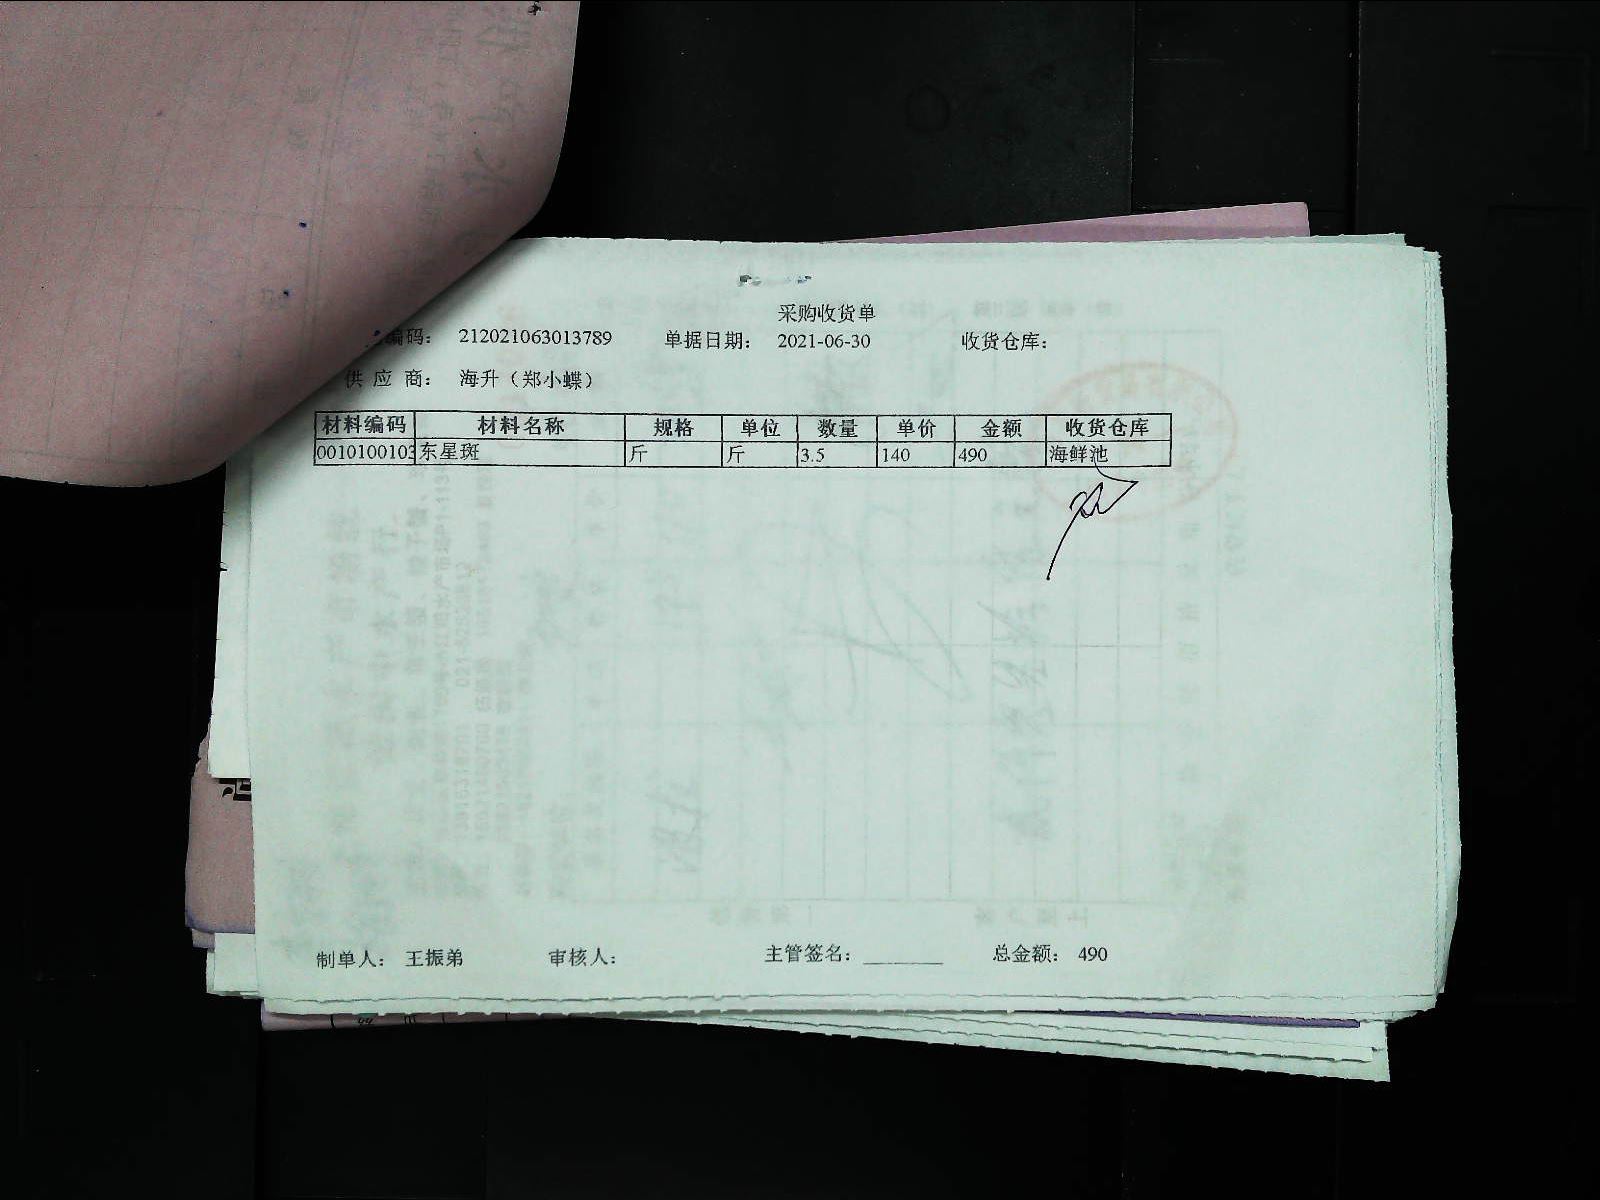 采购收货单
编码： 212021063013789 单据日期： 2021-06-30 收货仓库：
供 应 商： 海升（郑小蝶）
材料编码 材料名称 规格 单位 数量 单价 金额 收货仓库
0010100103 东星斑 斤 斤 3.5 140 490 海鲜池
制单人： 王振弟 审核人： 主管签名：________ 总金额： 490